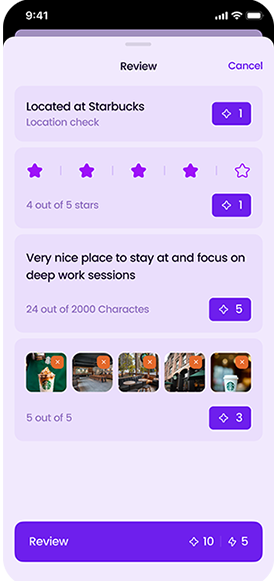 9:41
Review
Cancel
Located at Starbucks
1
Location check
4 out of 5 stars
1
Very nice place to stay at and focus on
deep work sessions
24 out of 2000 Charactes
5
5 out of 5
3
Review
10
5